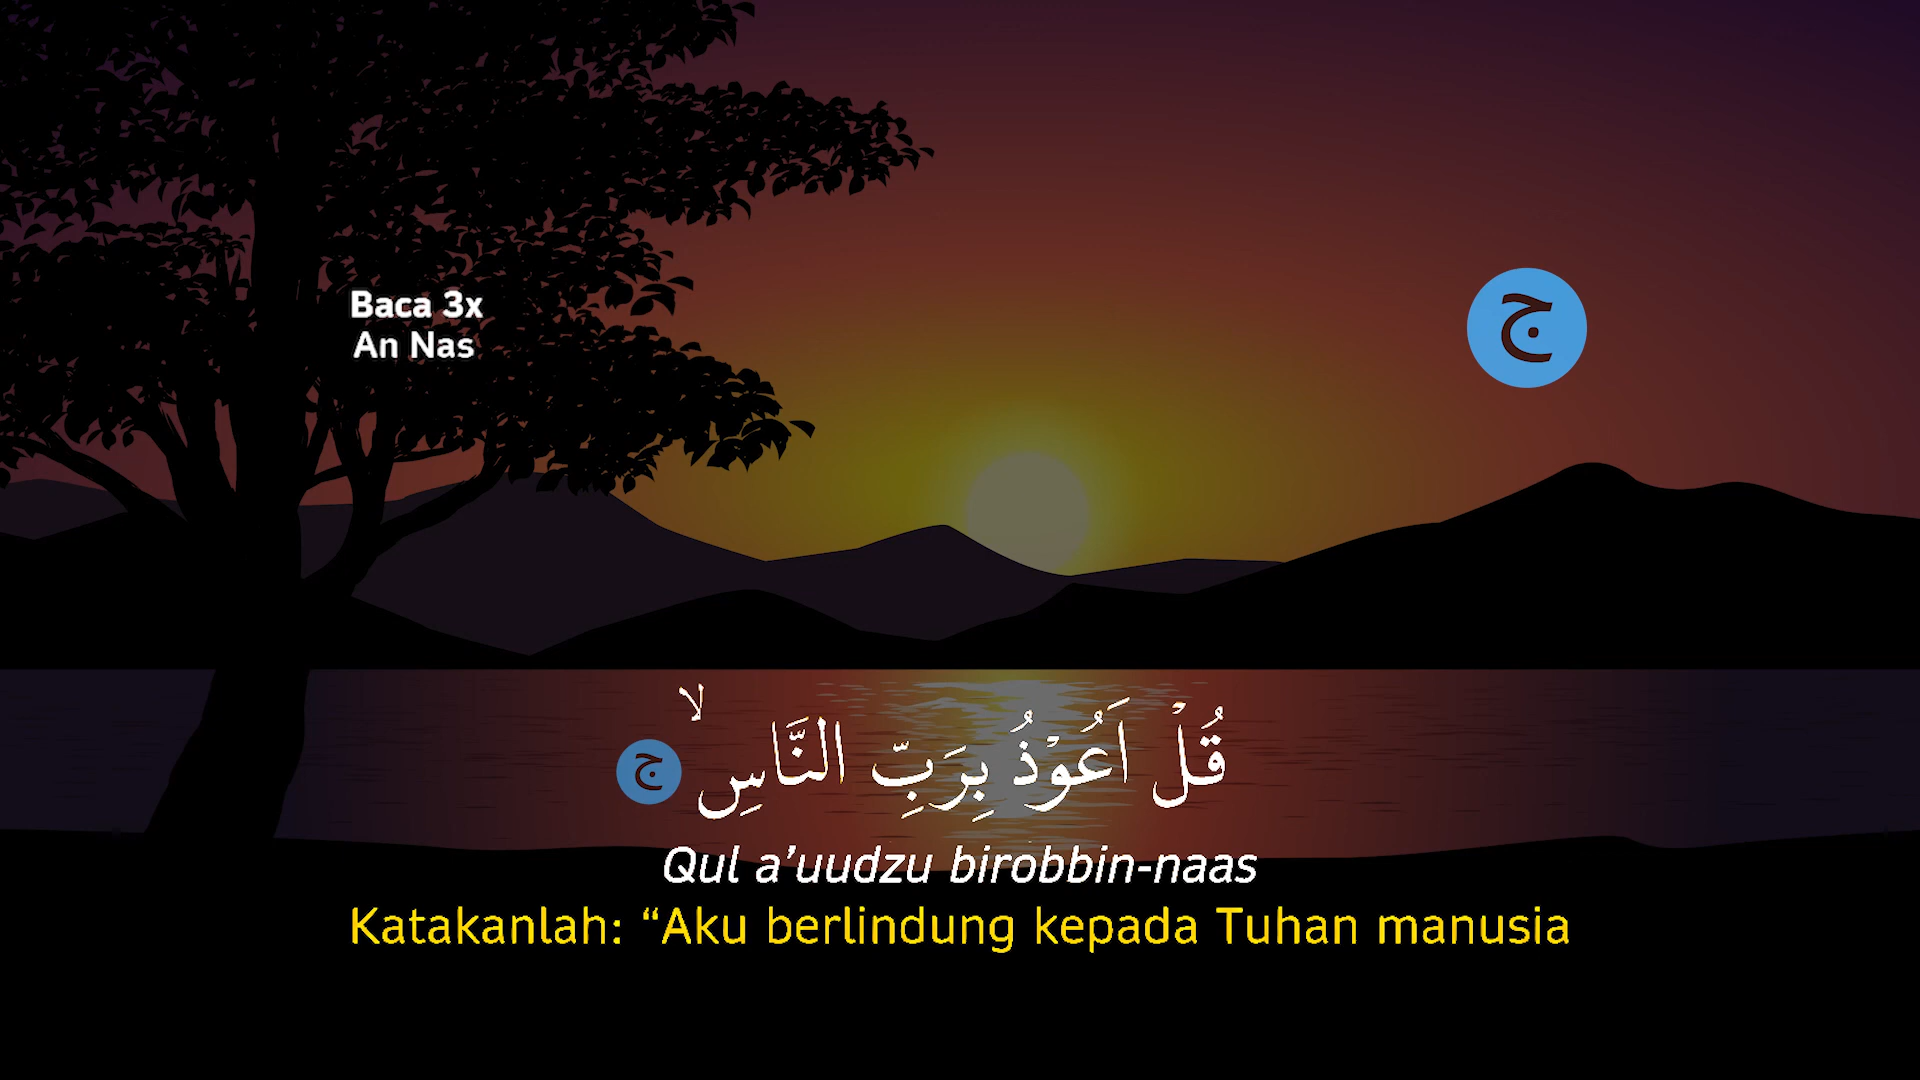 Baca 3x
An Nas
ج
قُلْ اَعُوْذُ بِرَبِّ النَّاسِۙ ج
Qul a’uudzu birobbin-naas
Katakanlah: “Aku berlindung kepada Tuhan manusia